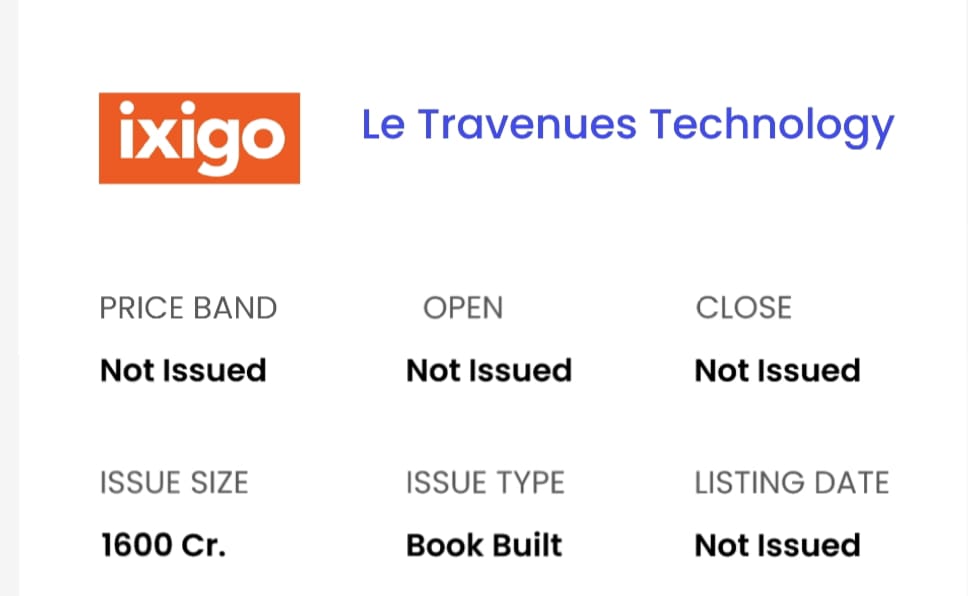 ixigo
Le Travenues Technology
PRICE BAND OPEN CLOSE
Not Issued Not Issued Not Issued
ISSUE SIZE ISSUE TYPE LISTING DATE
1600 Cr. Book Built Not Issued